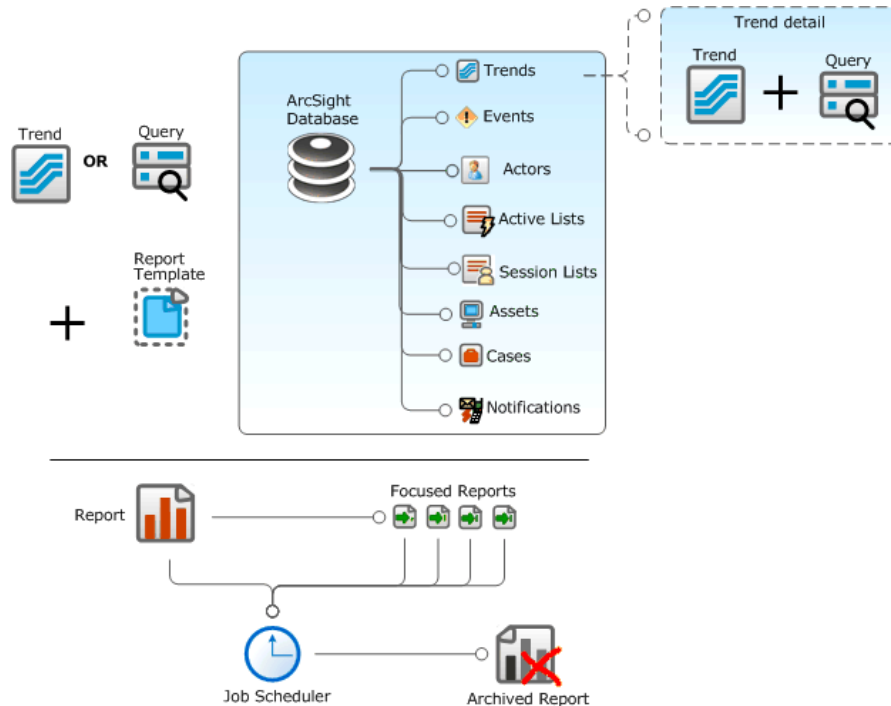 Trend detail
Trend
Query
Trends
ArcSight
Database
Events
Trend
OR
Query
Actors
Active Lists
Report
Template
Session Lists
Assets
Cases
Notifications
Focused Reports
Report
Job Scheduler
Archived Report